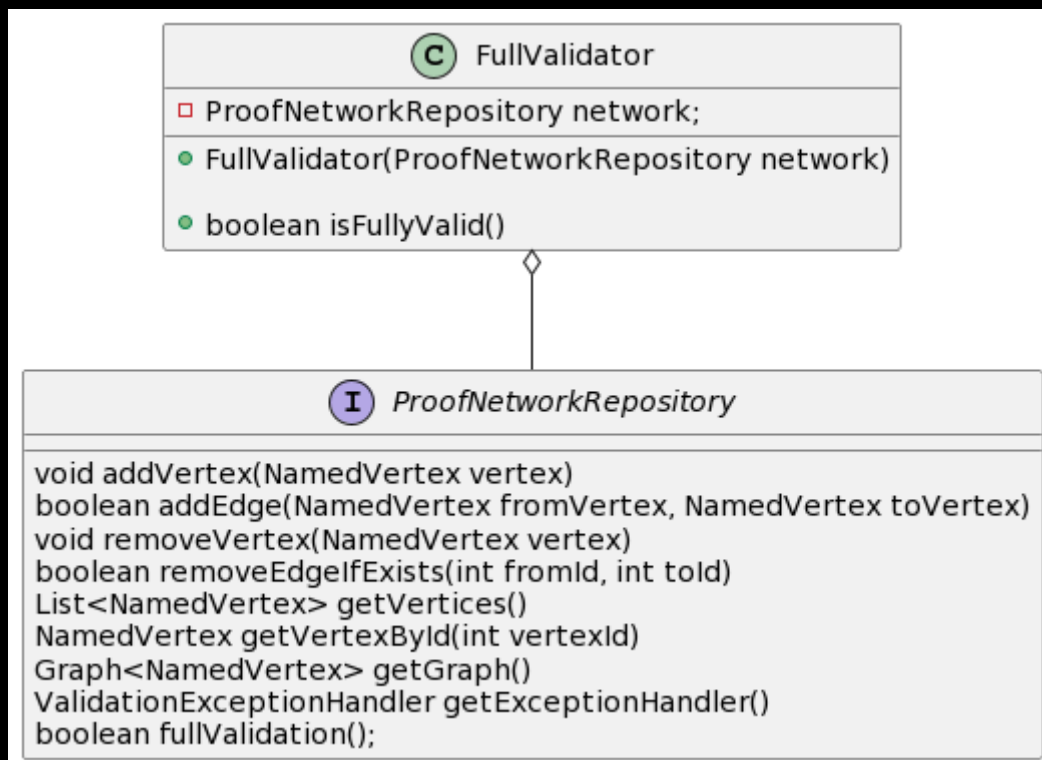 C FullValidator
ProofNetworkRepository network;
FullValidator(ProofNetworkRepository network)
boolean isFullyValid()
I ProofNetworkRepository
void addVertex(NamedVertex vertex)
boolean addEdge(NamedVertex fromVertex, NamedVertex toVertex)
void removeVertex(NamedVertex vertex)
boolean removeEdgeIfExists(int fromId, int toId)
List<NamedVertex> getVertices()
NamedVertex getVertexById(int vertexId)
Graph<NamedVertex> getGraph()
ValidationExceptionHandler getExceptionHandler()
boolean fullValidation();